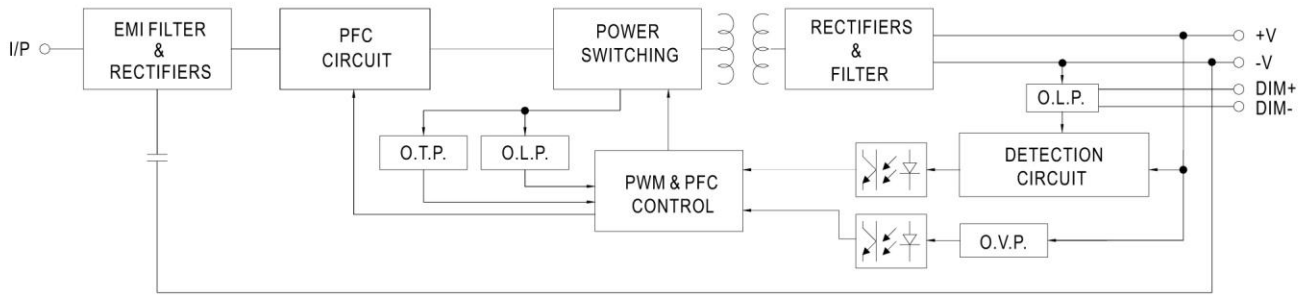 I/P
EMI FILTER
&
RECTIFIERS
PFC
CIRCUIT
POWER
SWITCHING
RECTIFIERS
&
FILTER
+V
-V
DIM+
DIM-
O.L.P.
O.T.P.
O.L.P.
PWM & PFC
CONTROL
DETECTION
CIRCUIT
O.V.P.